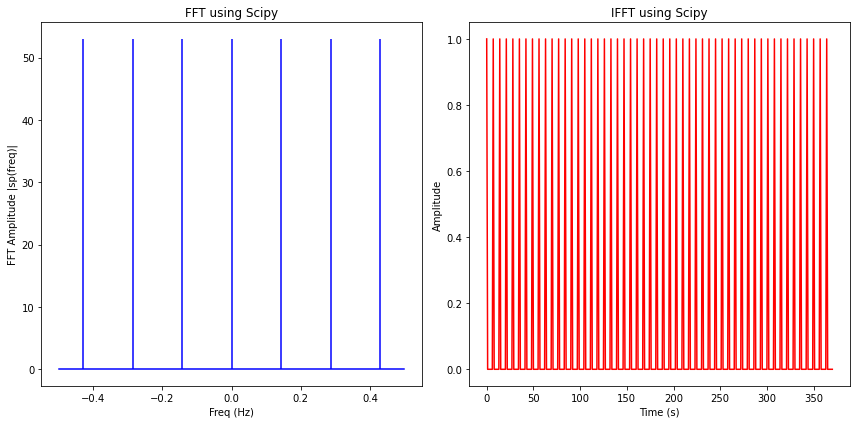 FFT using Scipy
FFT Amplitude |sp(freq)|
50
40
30
20
10
0
−0.4 −0.2 0.0 0.2 0.4
Freq (Hz)
IFFT using Scipy
Amplitude
1.0
0.8
0.6
0.4
0.2
0.0
0 50 100 150 200 250 300 350
Time (s)